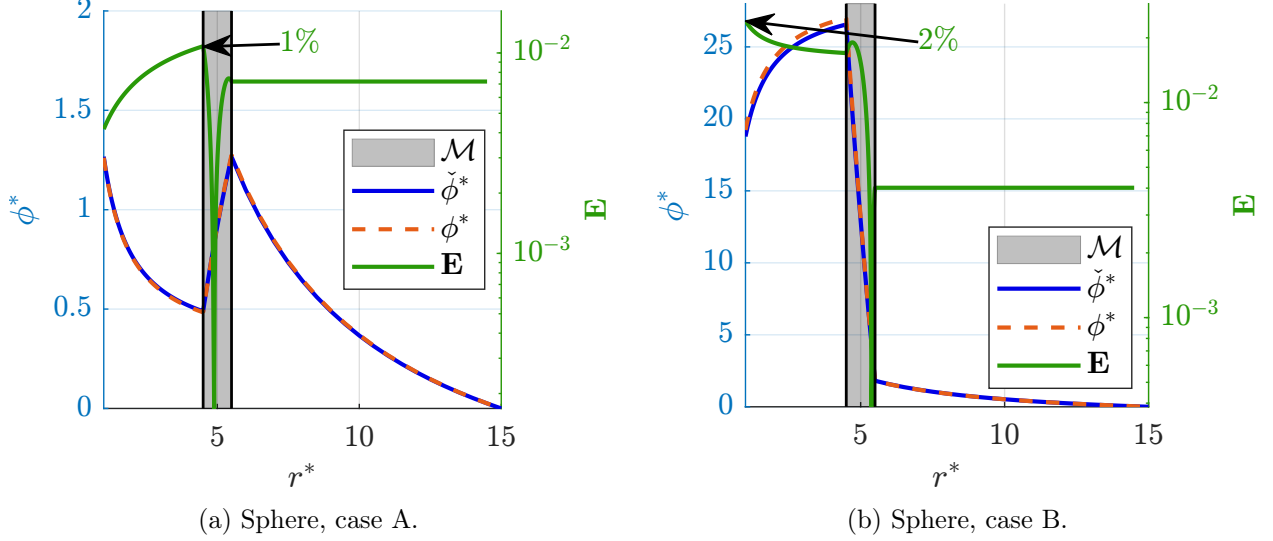 2
1.5
1
0.5
0
ϕ*
5
10
15
r*
10⁻²
10⁻³
E
1%
ℳ
ϕ̌*
ϕ*
E
(a) Sphere, case A.
25
20
15
10
5
0
ϕ*
5
10
15
r*
10⁻²
10⁻³
E
2%
ℳ
ϕ̌*
ϕ*
E
(b) Sphere, case B.